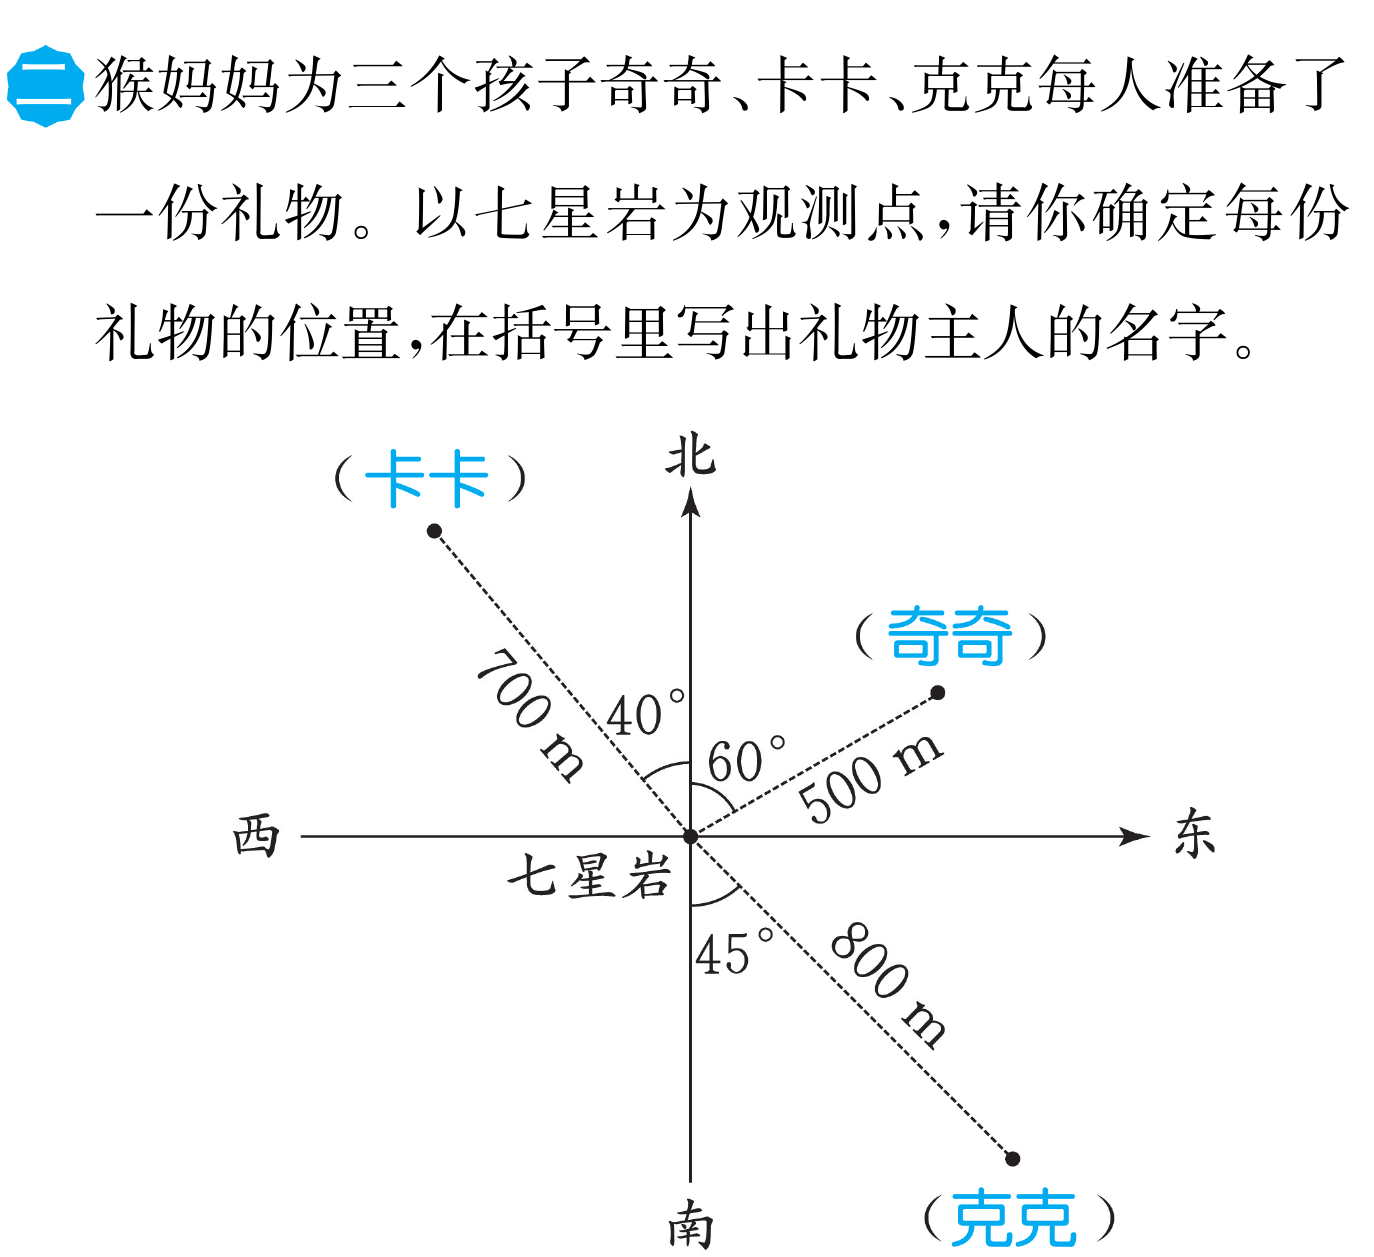 二 猴妈妈为三个孩子奇奇、卡卡、克克每人准备了
一份礼物。以七星岩为观测点,请你确定每份
礼物的位置,在括号里写出礼物主人的名字。
北
(卡卡)
(奇奇)
700 m
40°
60°
500 m
西
东
七星岩
45°
800 m
南
(克克)